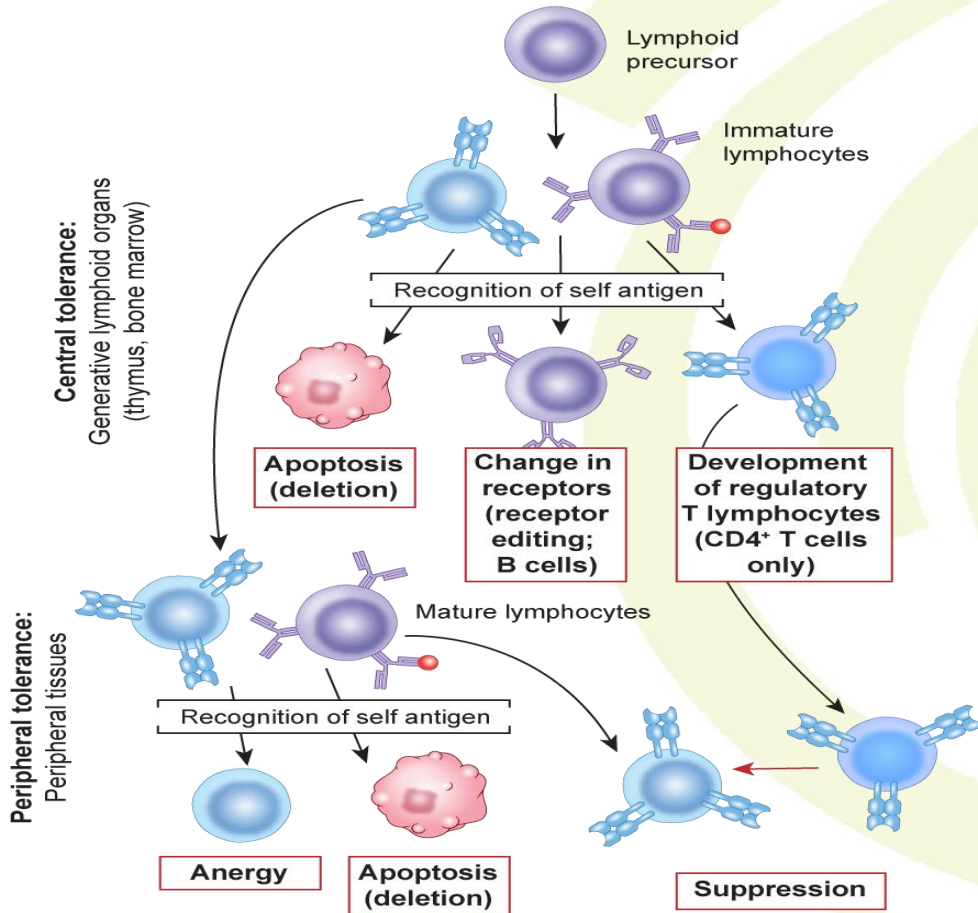 Lymphoid
precursor
Immature
lymphocytes
Central tolerance:
Generative lymphoid organs
(thymus, bone marrow)
Recognition of self antigen
Apoptosis
(deletion)
Change in
receptors
(receptor
editing;
B cells)
Development
of regulatory
T lymphocytes
(CD4⁺ T cells
only)
Peripheral tolerance:
Peripheral tissues
Mature lymphocytes
Recognition of self antigen
Anergy
Apoptosis
(deletion)
Suppression